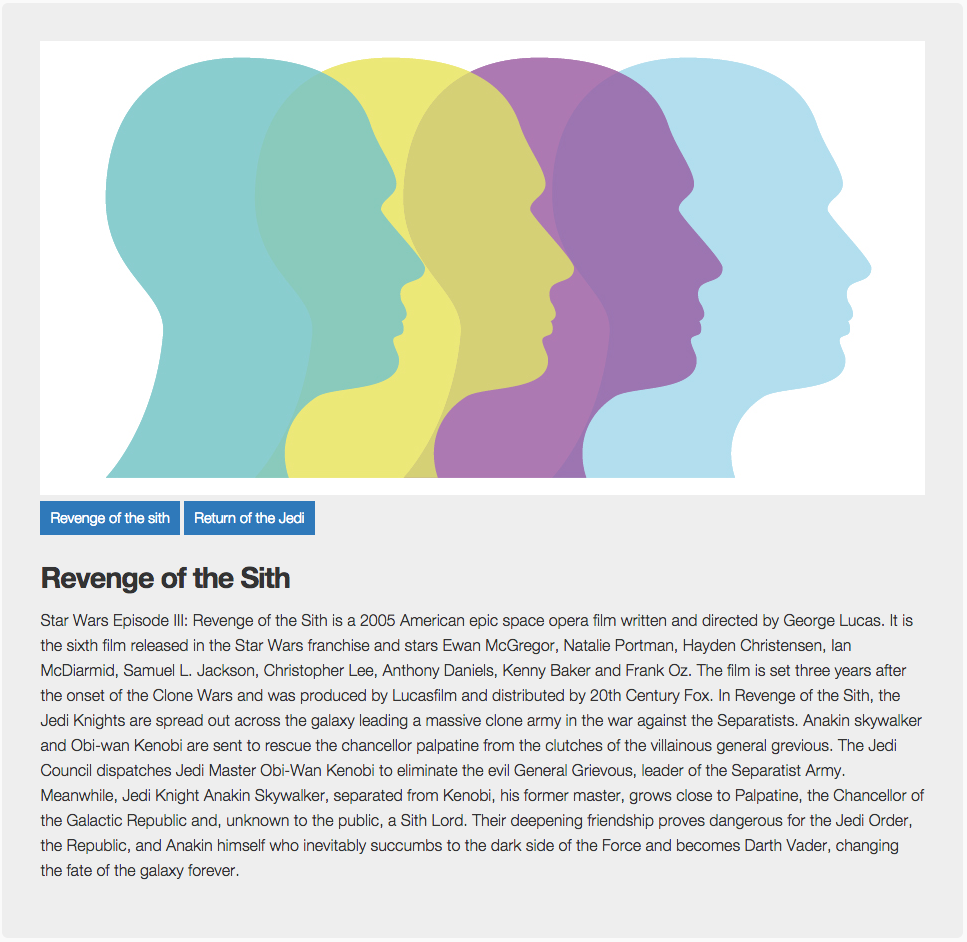 Revenge of the sith
Return of the Jedi
Revenge of the Sith
Star Wars Episode III: Revenge of the Sith is a 2005 American epic space opera film written and directed by George Lucas. It is
the sixth film released in the Star Wars franchise and stars Ewan McGregor, Natalie Portman, Hayden Christensen, Ian
McDiarmid, Samuel L. Jackson, Christopher Lee, Anthony Daniels, Kenny Baker and Frank Oz. The film is set three years after
the onset of the Clone Wars and was produced by Lucasfilm and distributed by 20th Century Fox. In Revenge of the Sith, the
Jedi Knights are spread out across the galaxy leading a massive clone army in the war against the Separatists. Anakin skywalker
and Obi-wan Kenobi are sent to rescue the chancellor palpatine from the clutches of the villainous general grevious. The Jedi
Council dispatches Jedi Master Obi-Wan Kenobi to eliminate the evil General Grievous, leader of the Separatist Army.
Meanwhile, Jedi Knight Anakin Skywalker, separated from Kenobi, his former master, grows close to Palpatine, the Chancellor of
the Galactic Republic and, unknown to the public, a Sith Lord. Their deepening friendship proves dangerous for the Jedi Order,
the Republic, and Anakin himself who inevitably succumbs to the dark side of the Force and becomes Darth Vader, changing
the fate of the galaxy forever.